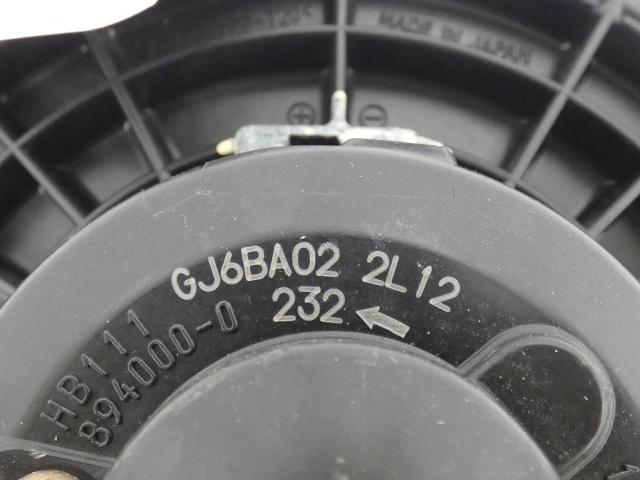 MADE IN JAPAN
GJ6BA02 2L12
232
HB111
894000-0